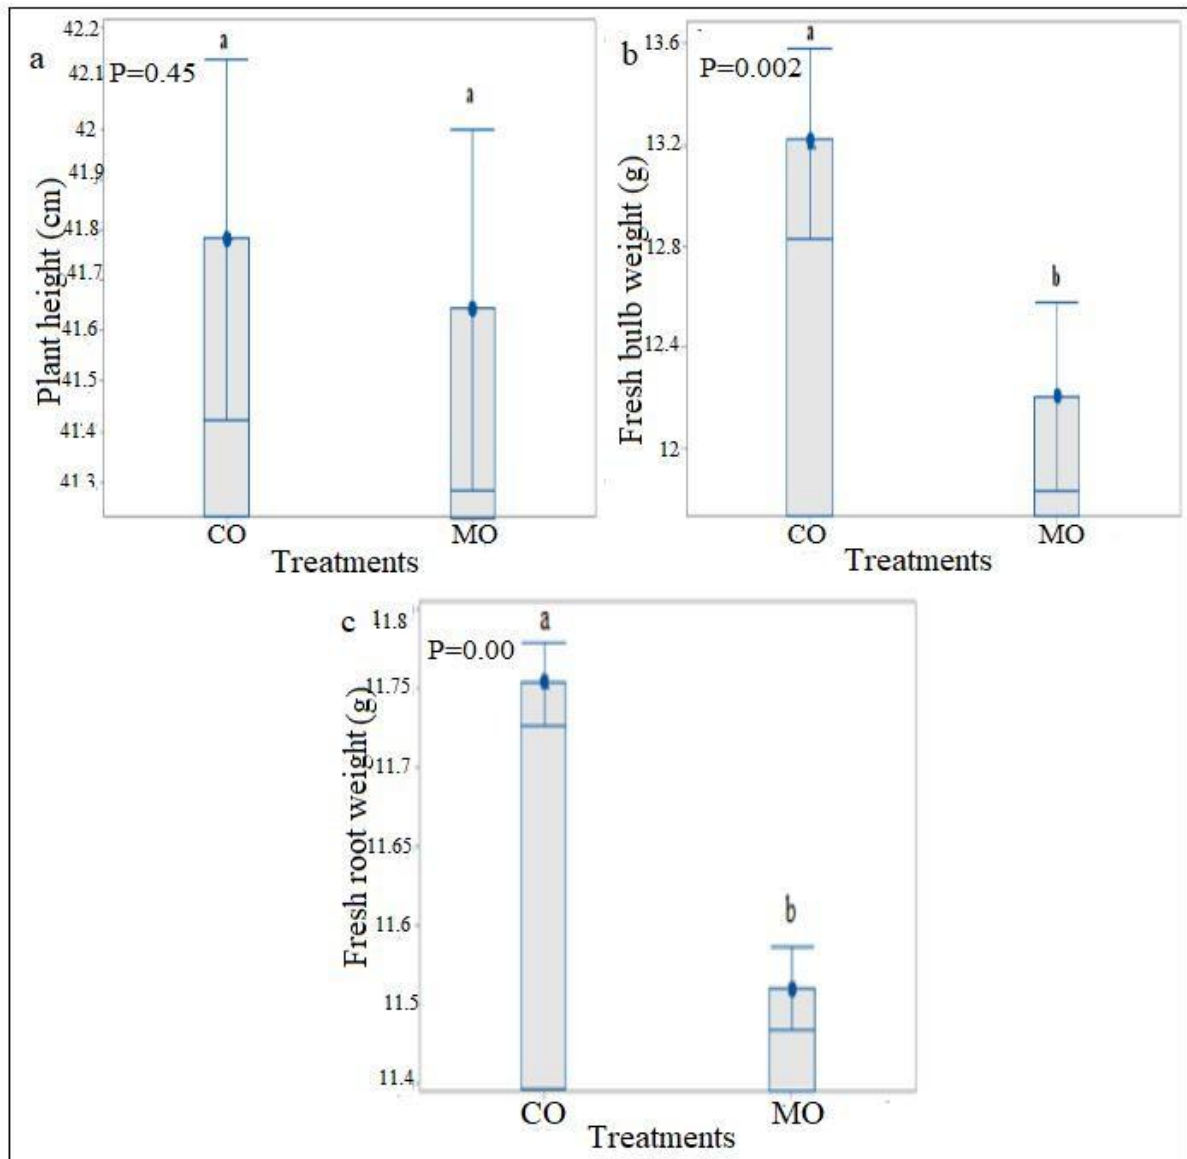 a
P=0.45
a
a
42.2
42.1
42
41.9
41.8
41.7
41.6
41.5
41.4
41.3
Plant height (cm)
CO
MO
Treatments
b
P=0.002
a
b
13.6
13.2
12.8
12.4
12
Fresh bulb weight (g)
CO
MO
Treatments
c
P=0.00
a
b
11.8
11.75
11.7
11.65
11.6
11.5
11.4
Fresh root weight (g)
CO
MO
Treatments